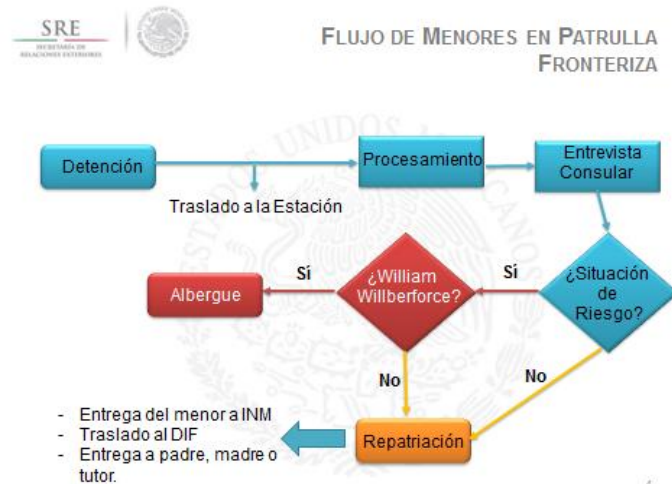 SRE
SECRETARÍA DE
RELACIONES EXTERIORES
FLUJO DE MENORES EN PATRULLA
FRONTERIZA
Detención
Procesamiento
Entrevista
Consular
Traslado a la Estación
Albergue
Sí
¿William
Willberforce?
Sí
¿Situación
de
Riesgo?
No
No
- Entrega del menor a INM
- Traslado al DIF
- Entrega a padre, madre o
tutor.
Repatriación